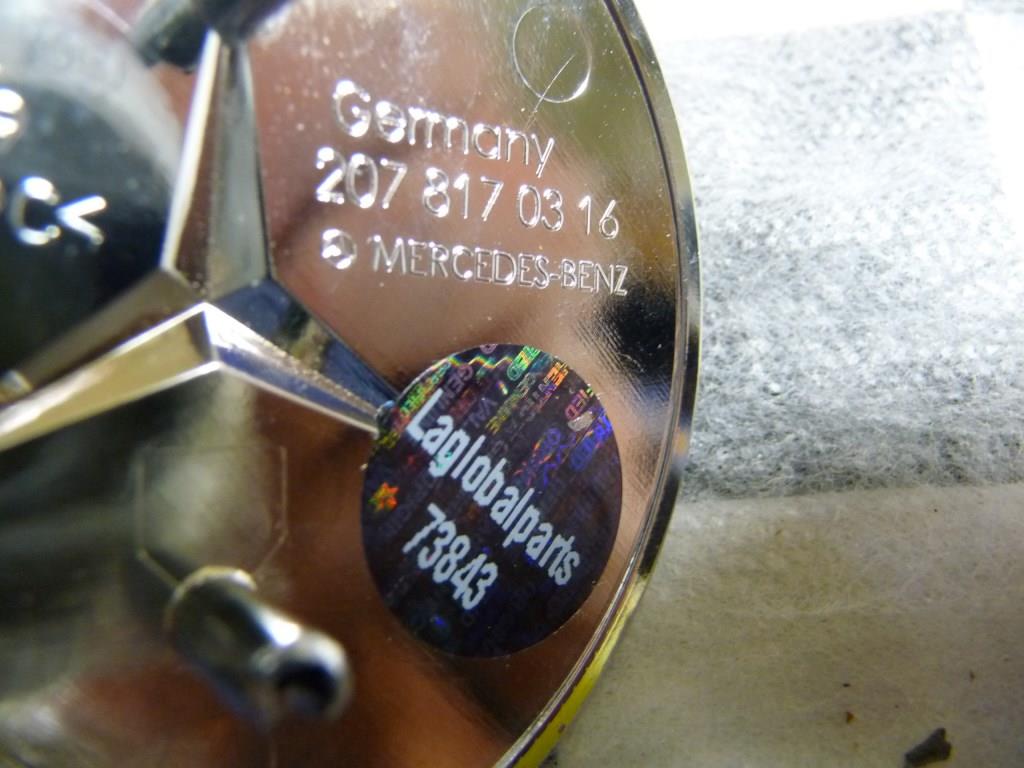 Germany
207 817 03 16
MERCEDES-BENZ
Laglobalparts
73843